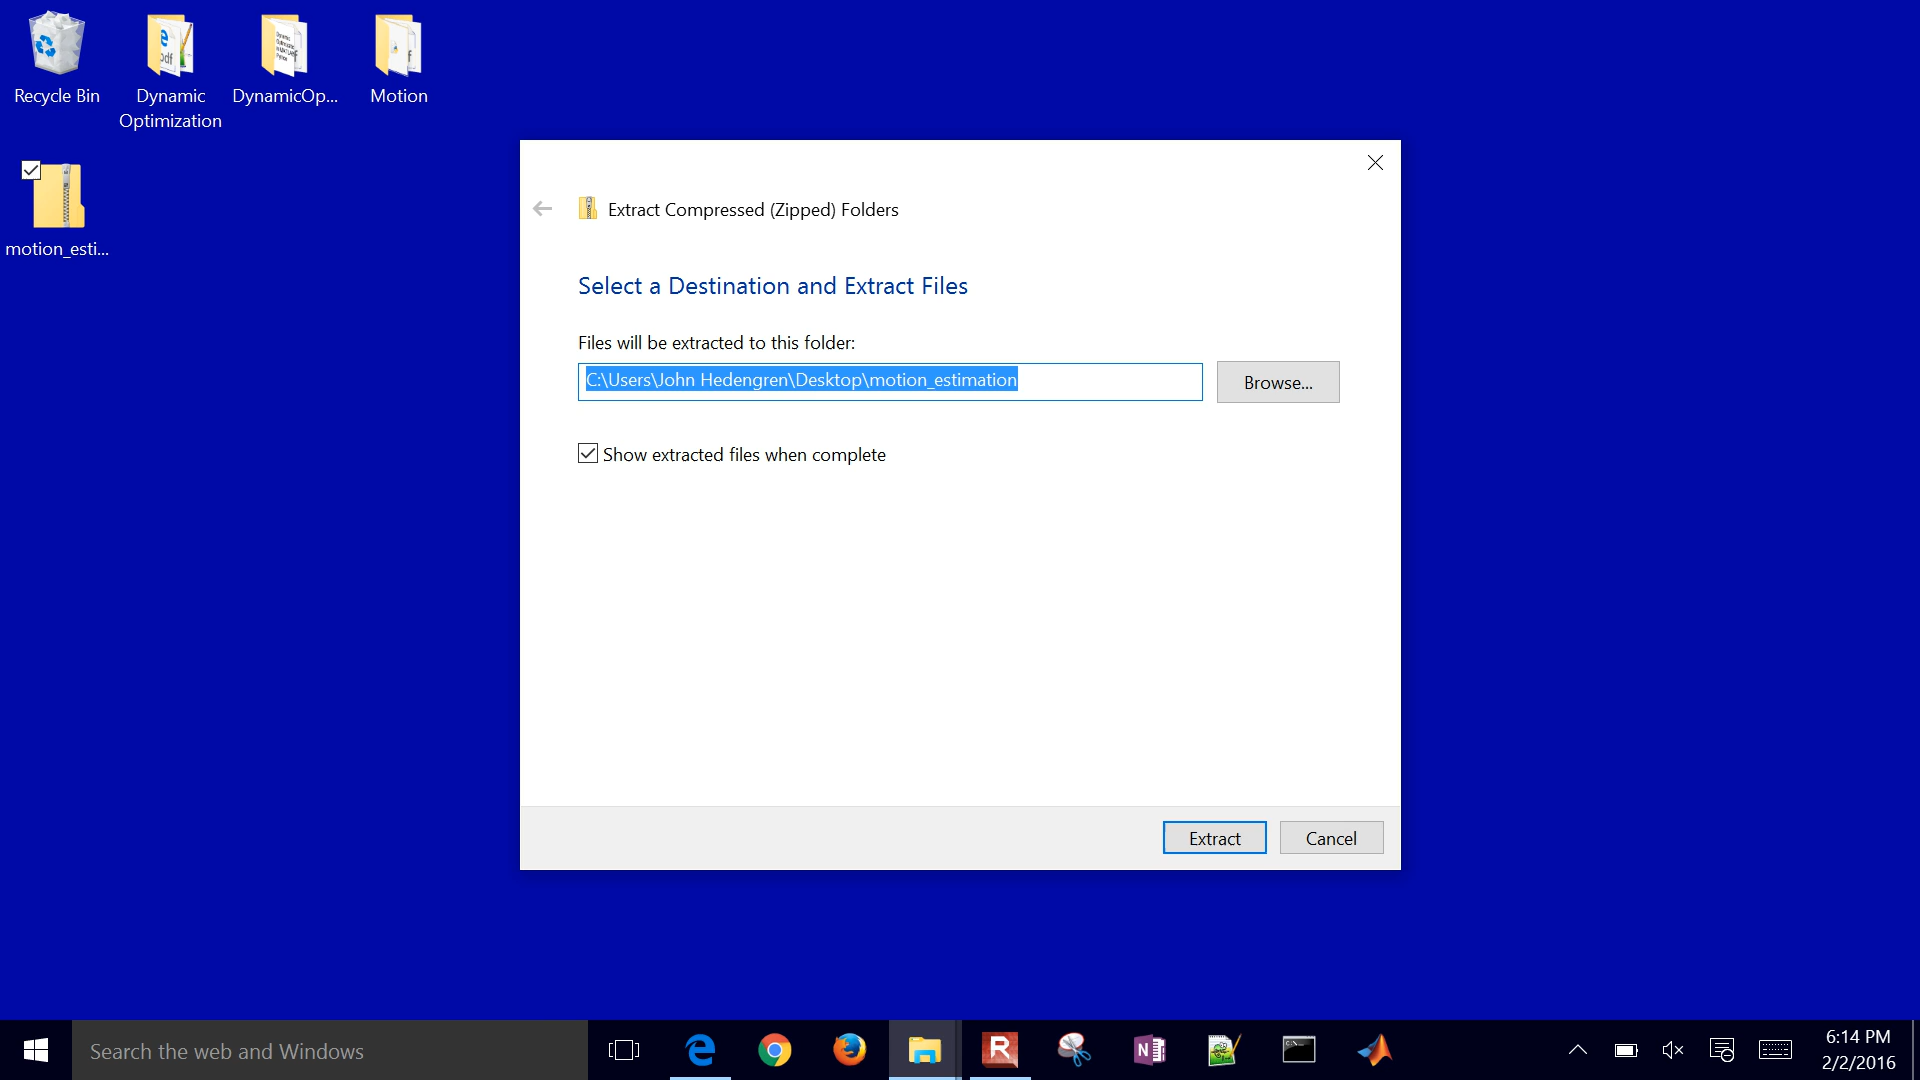 Recycle Bin
Dynamic
Optimization
DynamicOp...
Motion
motion_esti...
Extract Compressed (Zipped) Folders
Select a Destination and Extract Files
Files will be extracted to this folder:
C:\Users\John Hedengren\Desktop\motion_estimation
Browse...
Show extracted files when complete
Extract
Cancel
Search the web and Windows
6:14 PM
2/2/2016